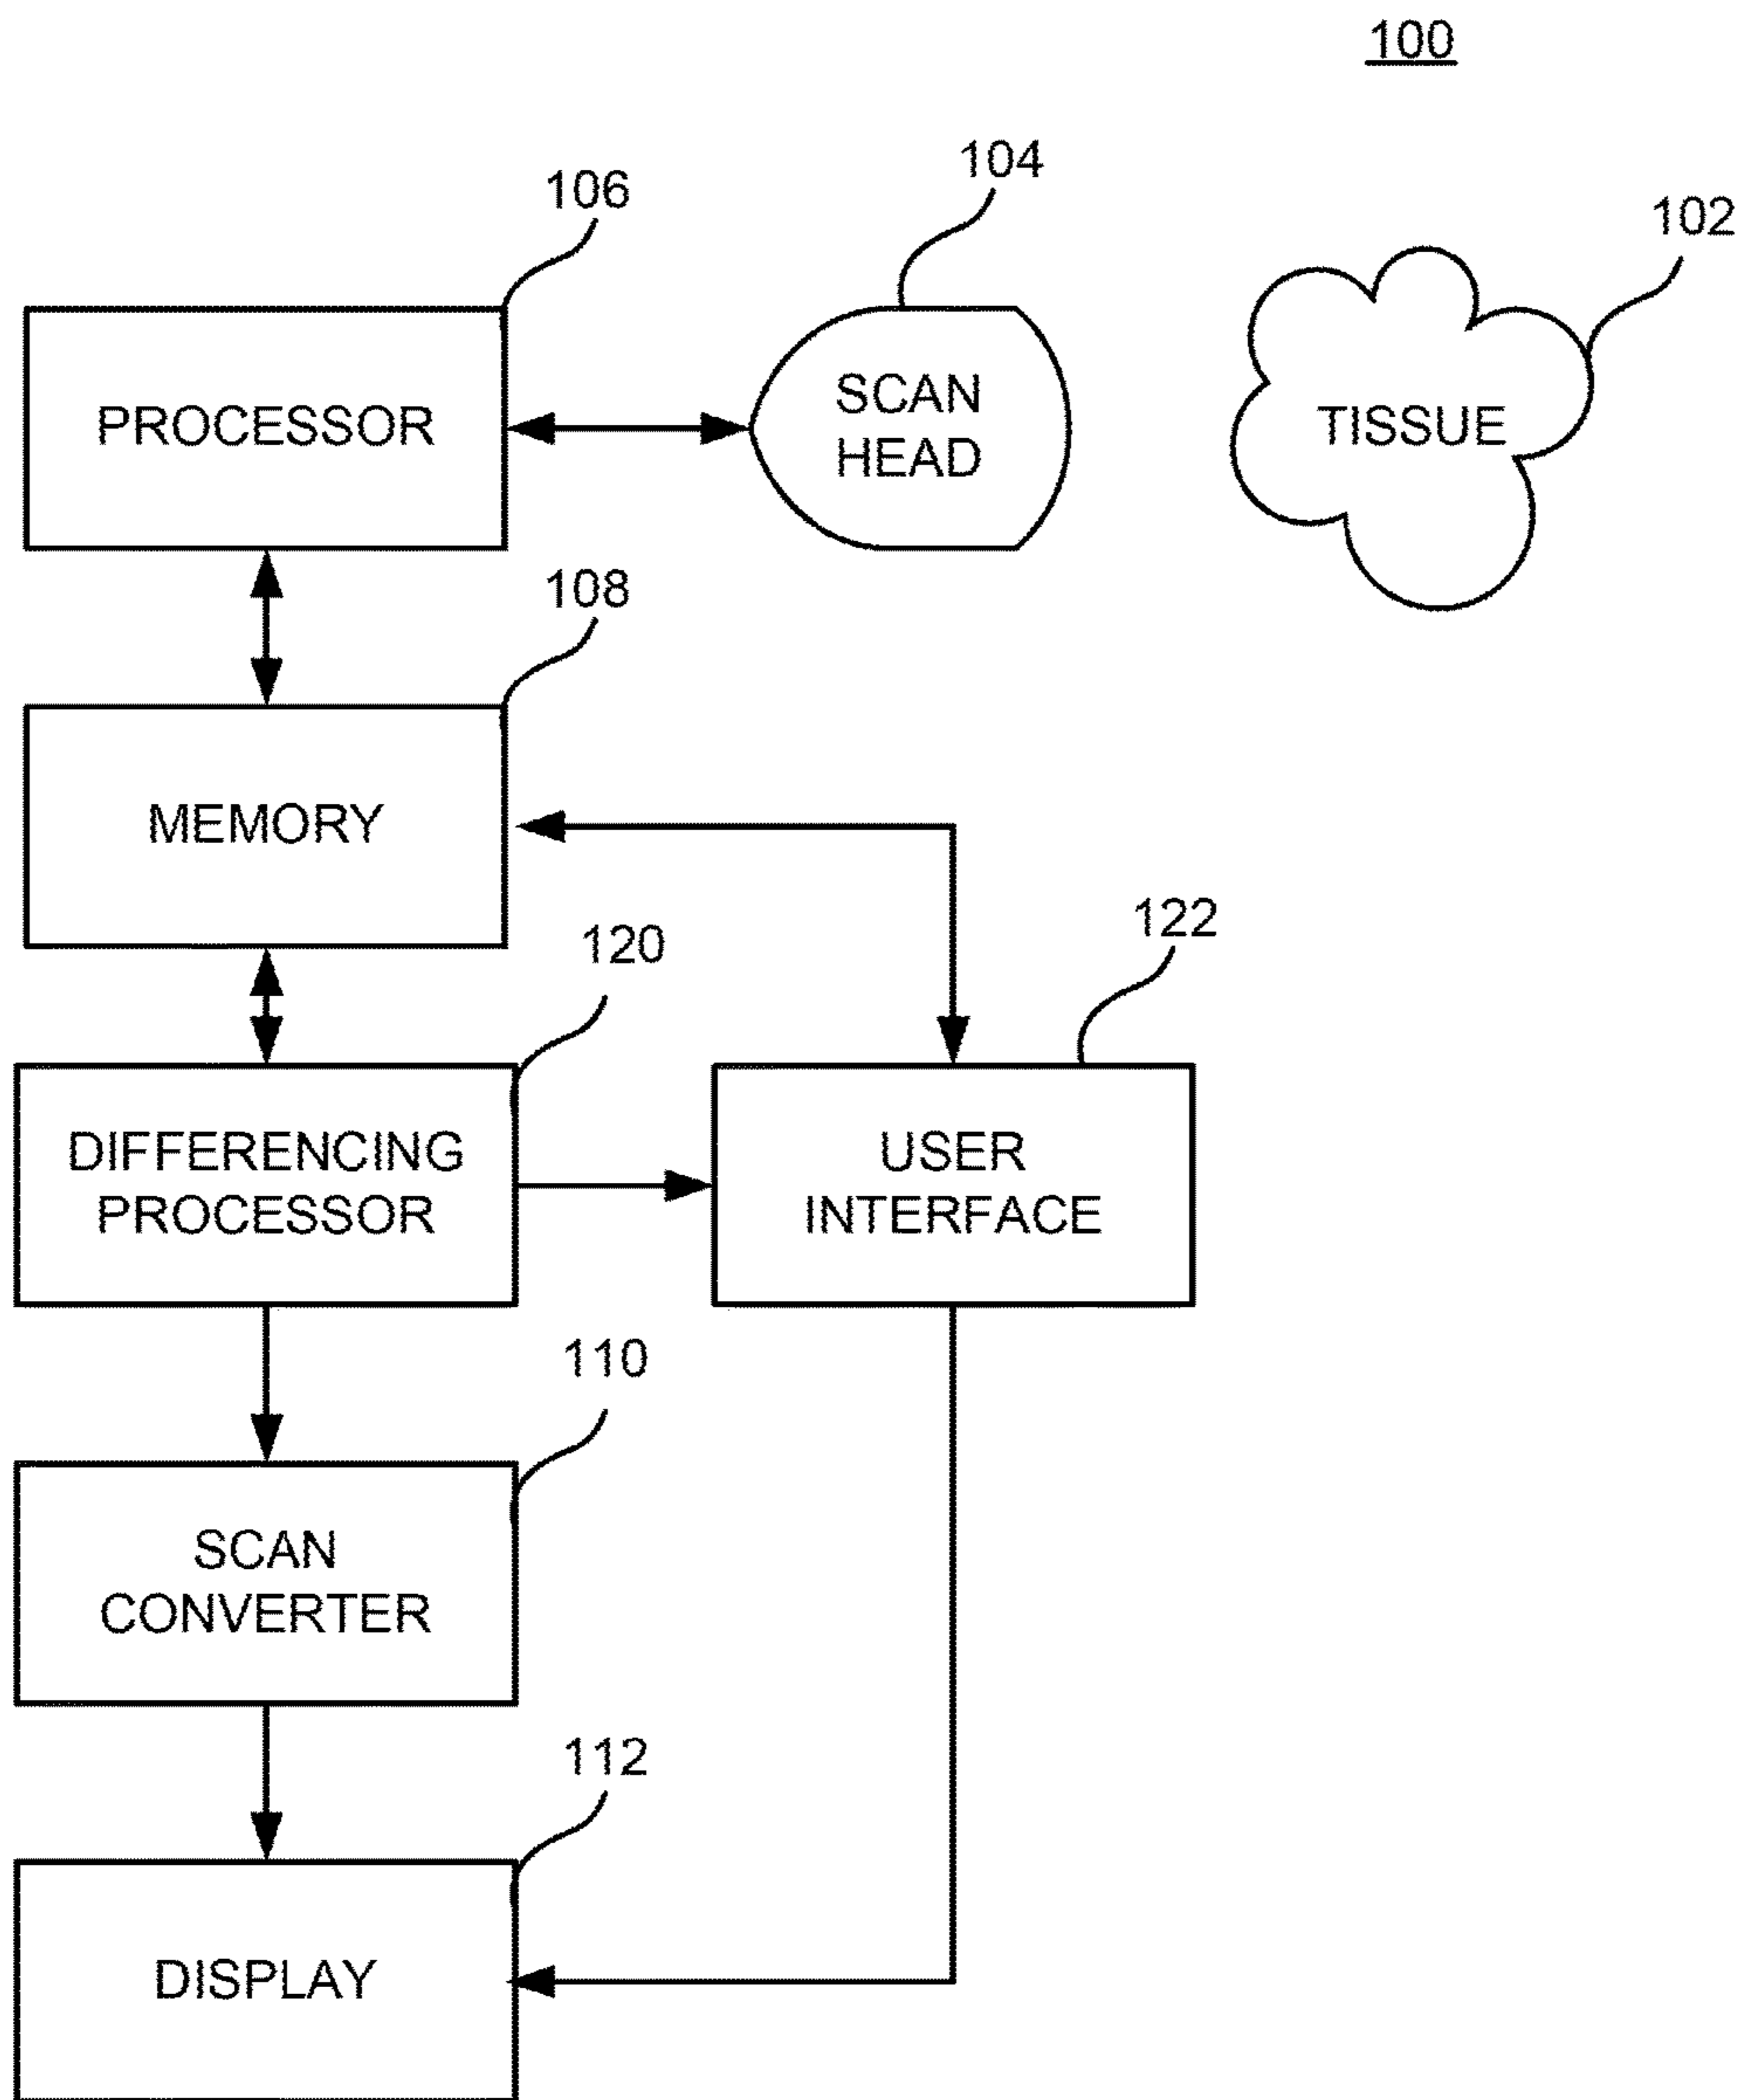 100
104
106
102
PROCESSOR
SCAN
HEAD
TISSUE
108
MEMORY
120
122
DIFFERENCING
PROCESSOR
USER
INTERFACE
110
SCAN
CONVERTER
112
DISPLAY